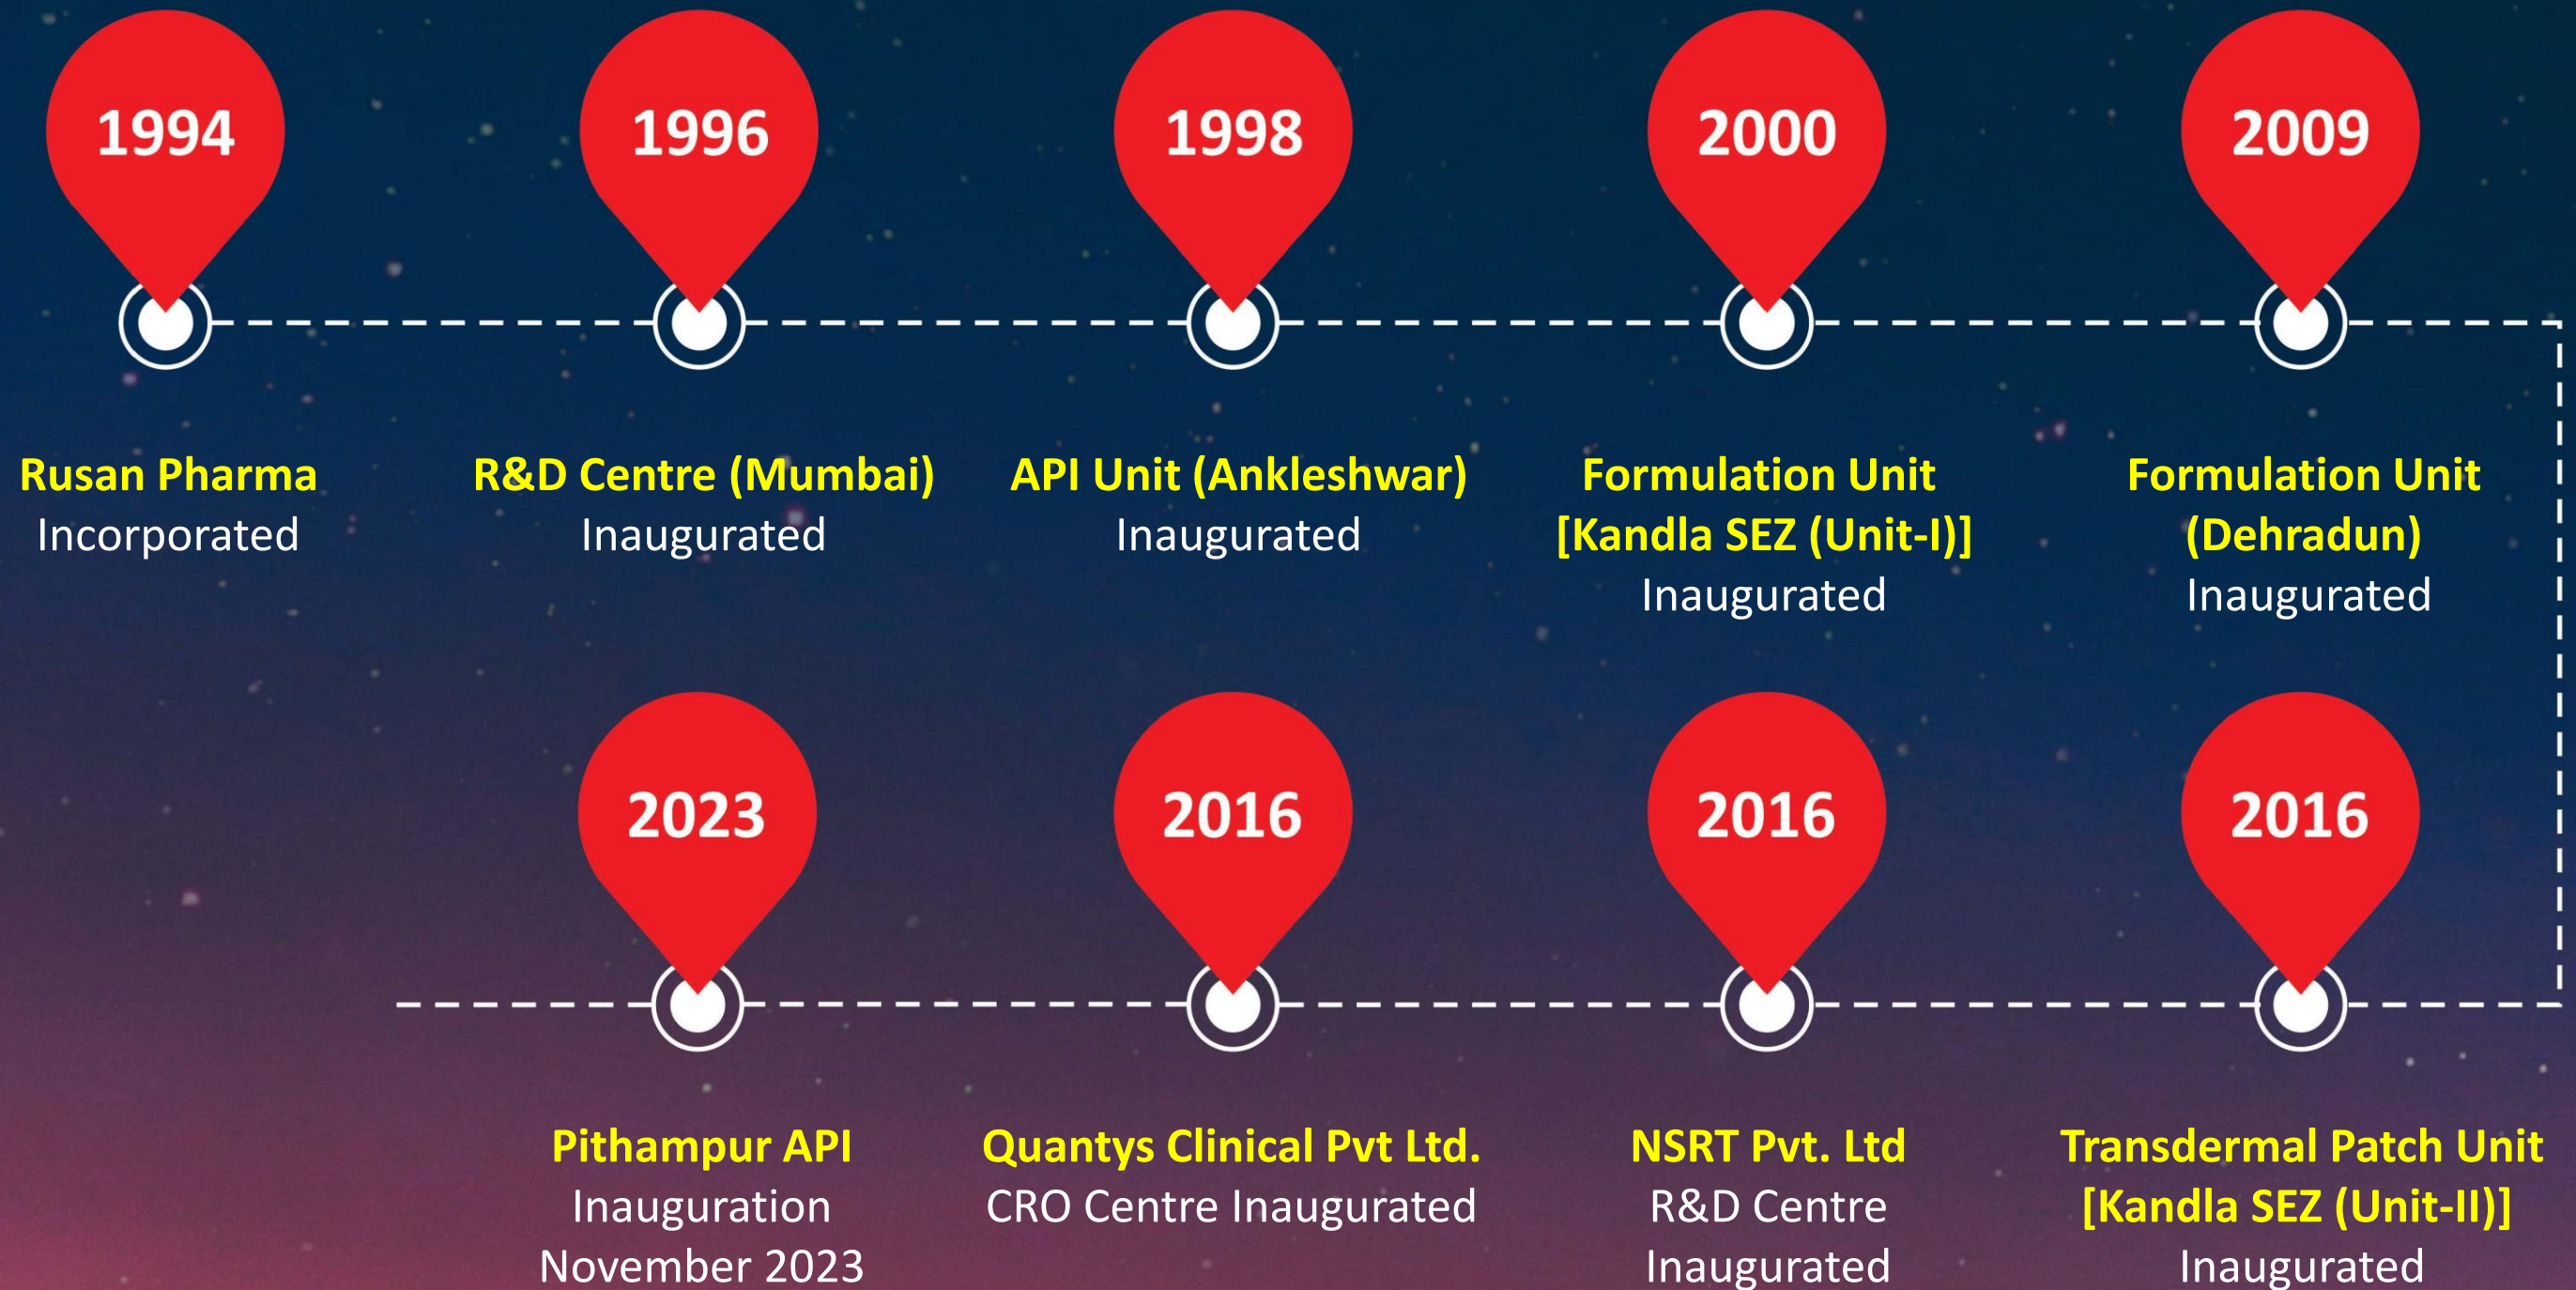 1994
1996
1998
2000
2009
Rusan Pharma
Incorporated
R&D Centre (Mumbai)
Inaugurated
API Unit (Ankleshwar)
Inaugurated
Formulation Unit
[Kandla SEZ (Unit-I)]
Inaugurated
Formulation Unit
(Dehradun)
Inaugurated
2023
2016
2016
2016
Pithampur API
Inauguration
November 2023
Quantys Clinical Pvt Ltd.
CRO Centre Inaugurated
NSRT Pvt. Ltd
R&D Centre
Inaugurated
Transdermal Patch Unit
[Kandla SEZ (Unit-II)]
Inaugurated